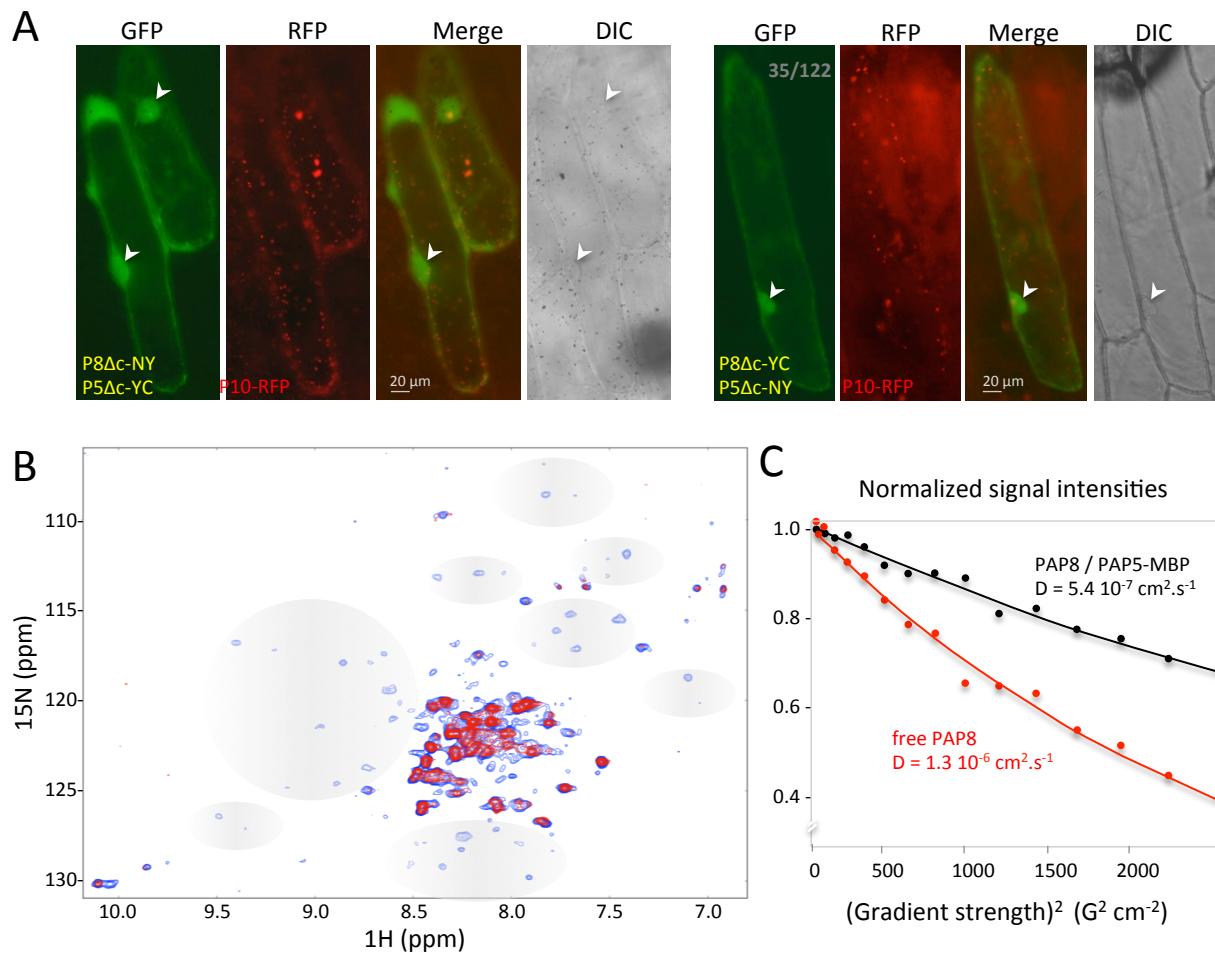 A
GFP RFP Merge DIC
P8Δc-NY
P5Δc-YC
P10-RFP
20 μm
GFP RFP Merge DIC
35/122
P8Δc-YC
P5Δc-NY
P10-RFP
20 μm
B
15N (ppm)
110
115
120
125
130
10.0 9.5 9.0 8.5 8.0 7.5 7.0
1H (ppm)
C
Normalized signal intensities
1.0
0.8
0.6
0.4
PAP8 / PAP5-MBP
D = 5.4 10⁻⁷ cm².s⁻¹
free PAP8
D = 1.3 10⁻⁶ cm².s⁻¹
0 500 1000 1500 2000
(Gradient strength)² (G² cm⁻²)